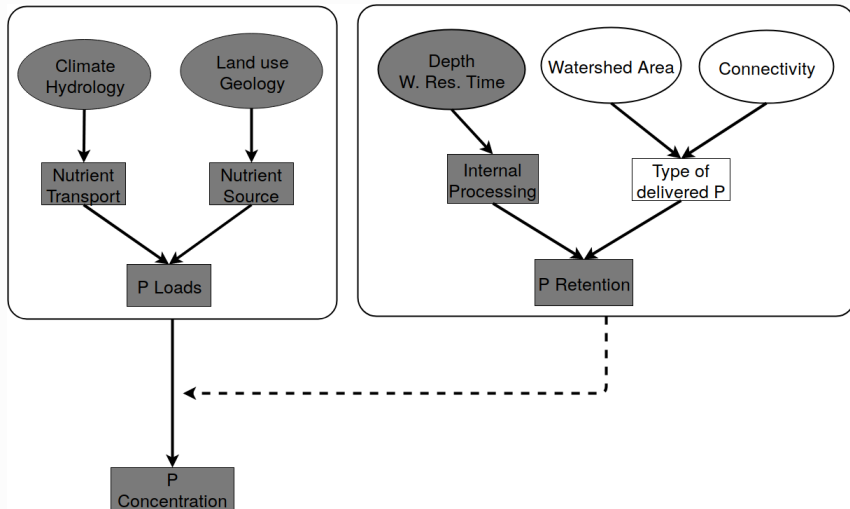 Climate
Hydrology
Land use
Geology
Depth
W. Res. Time
Watershed Area
Connectivity
Nutrient
Transport
Nutrient
Source
Internal
Processing
Type of
delivered P
P Loads
P Retention
P
Concentration